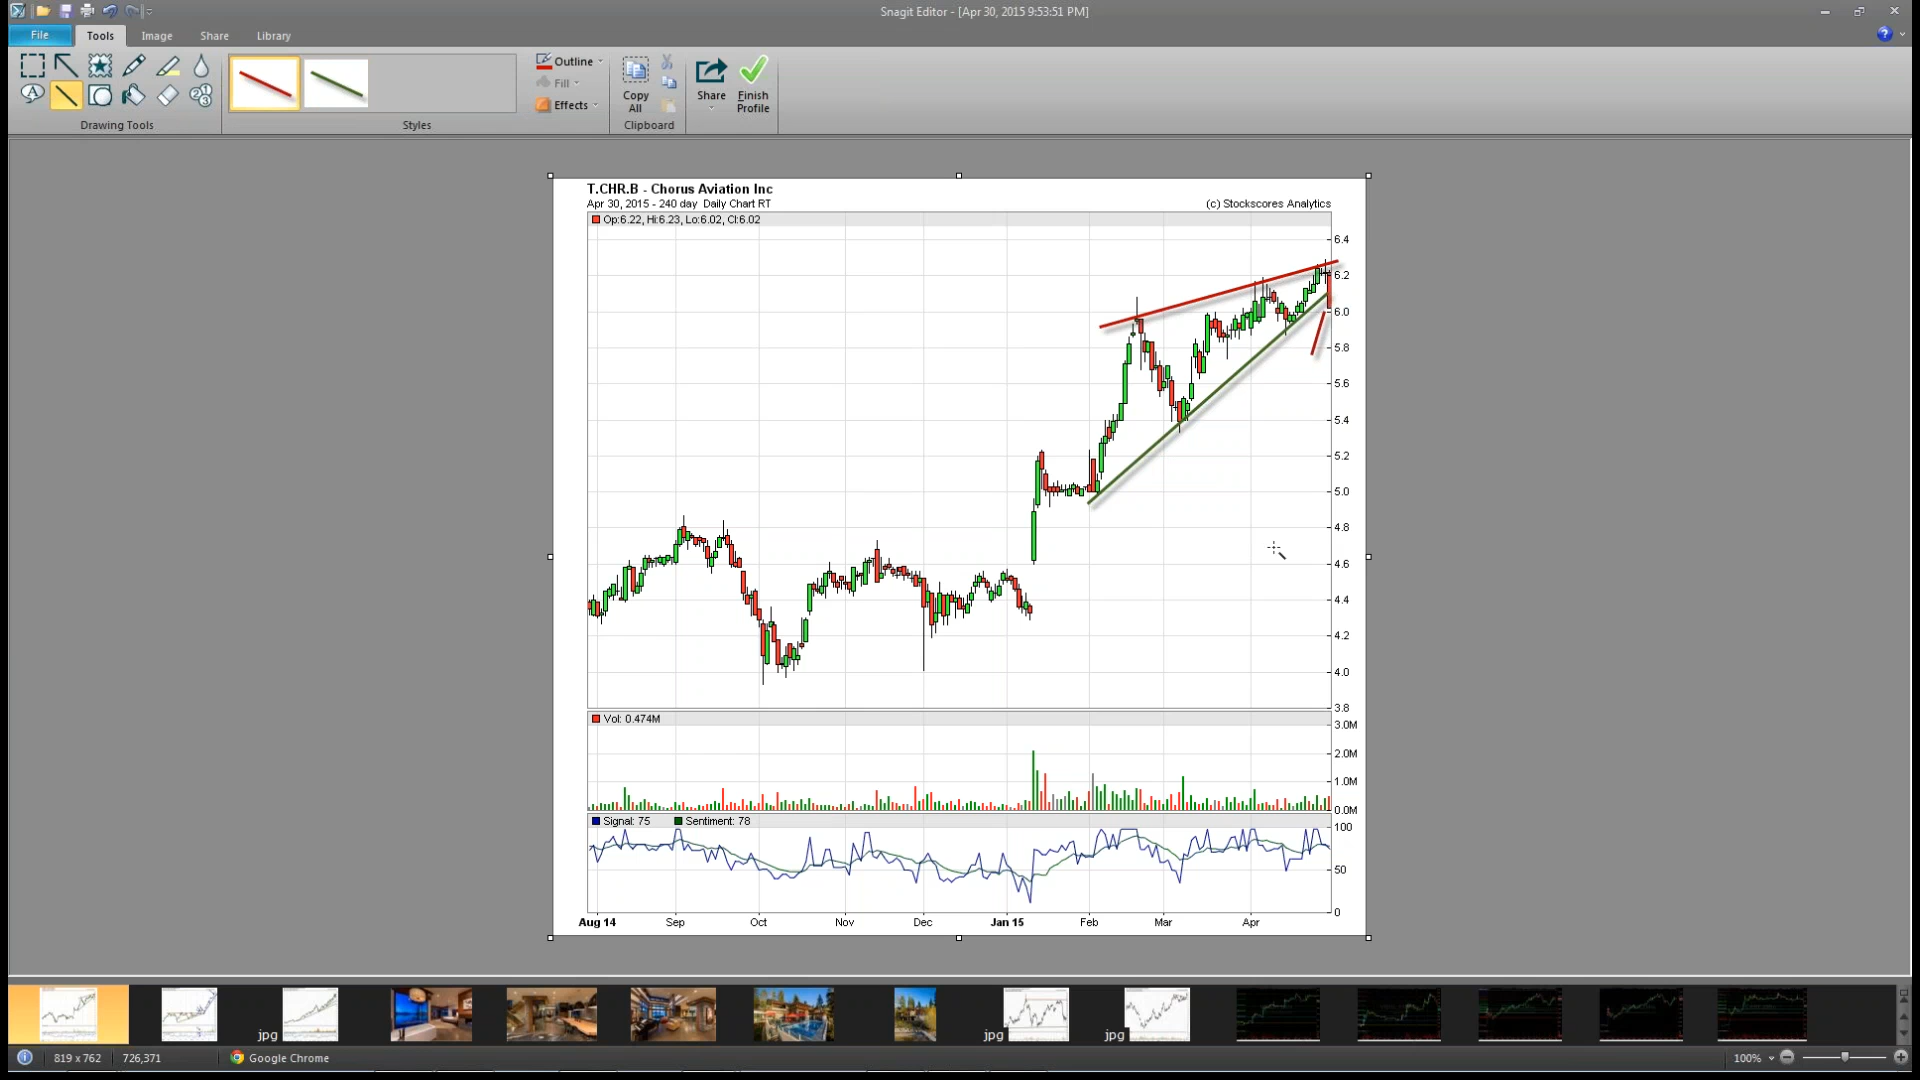 Snagit Editor - [Apr 30, 2015 9:53:51 PM]
File Tools Image Share Library
Outline
Fill
Effects
Copy All
Share
Finish Profile
Drawing Tools
Styles
Clipboard
T.CHR.B - Chorus Aviation Inc
Apr 30, 2015 - 240 day Daily Chart RT
(c) Stockscores Analytics
Op:6.22, Hi:6.23, Lo:6.02, Cl:6.02
6.4
6.2
6.0
5.8
5.6
5.4
5.2
5.0
4.8
4.6
4.4
4.2
4.0
3.8
Vol: 0.474M
3.0M
2.0M
1.0M
0.0M
Signal: 75 Sentiment: 78
100
50
0
Aug 14 Sep Oct Nov Dec Jan 15 Feb Mar Apr
jpg
jpg
jpg
819 x 762 726,371 Google Chrome
100%